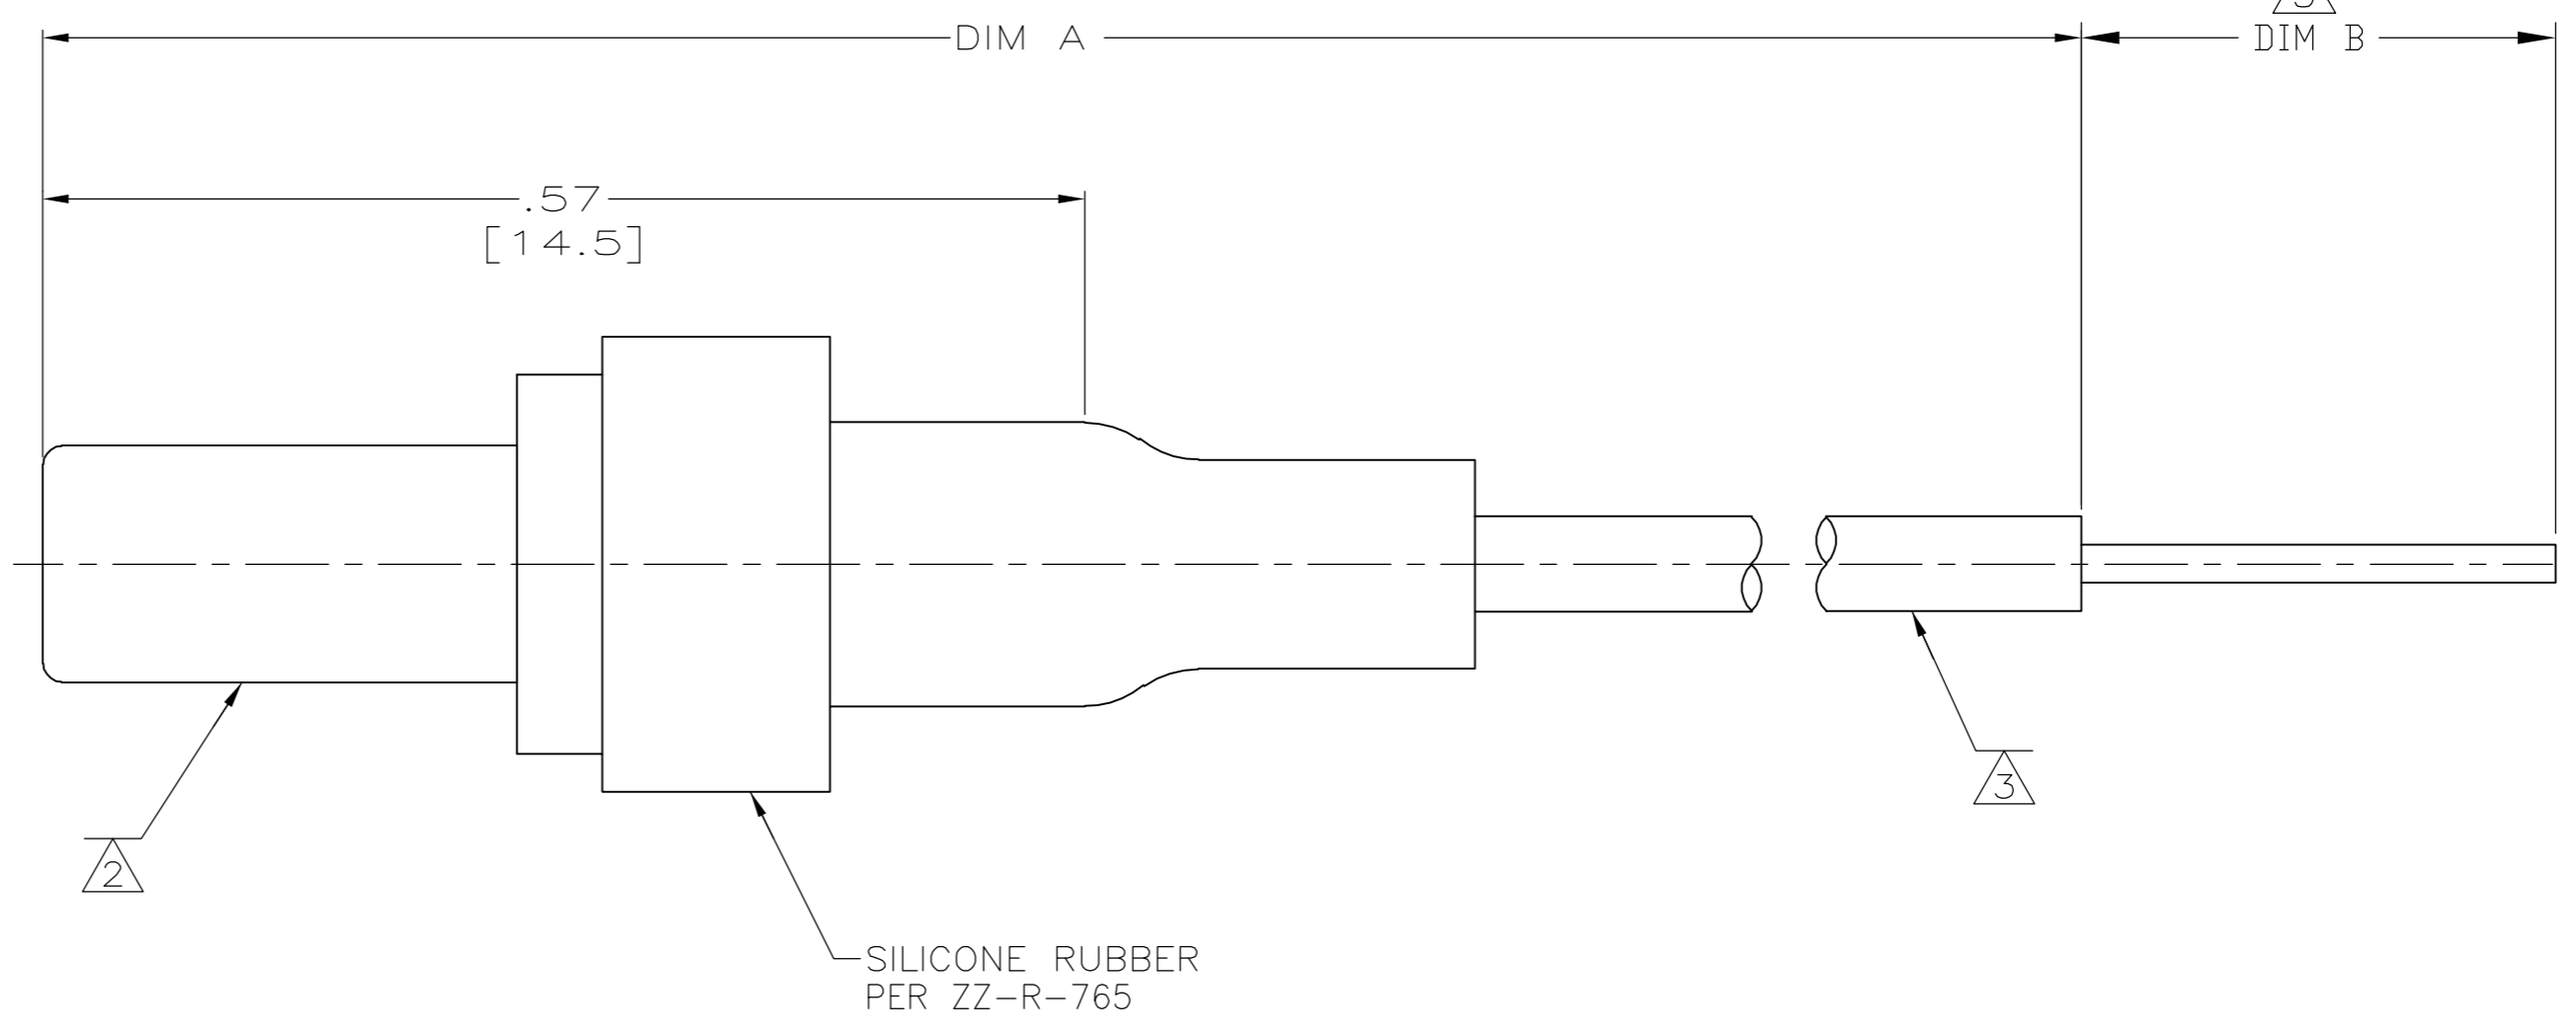 DIM A
DIM B
.57
[14.5]
3
2
SILICONE RUBBER
PER ZZ-R-765